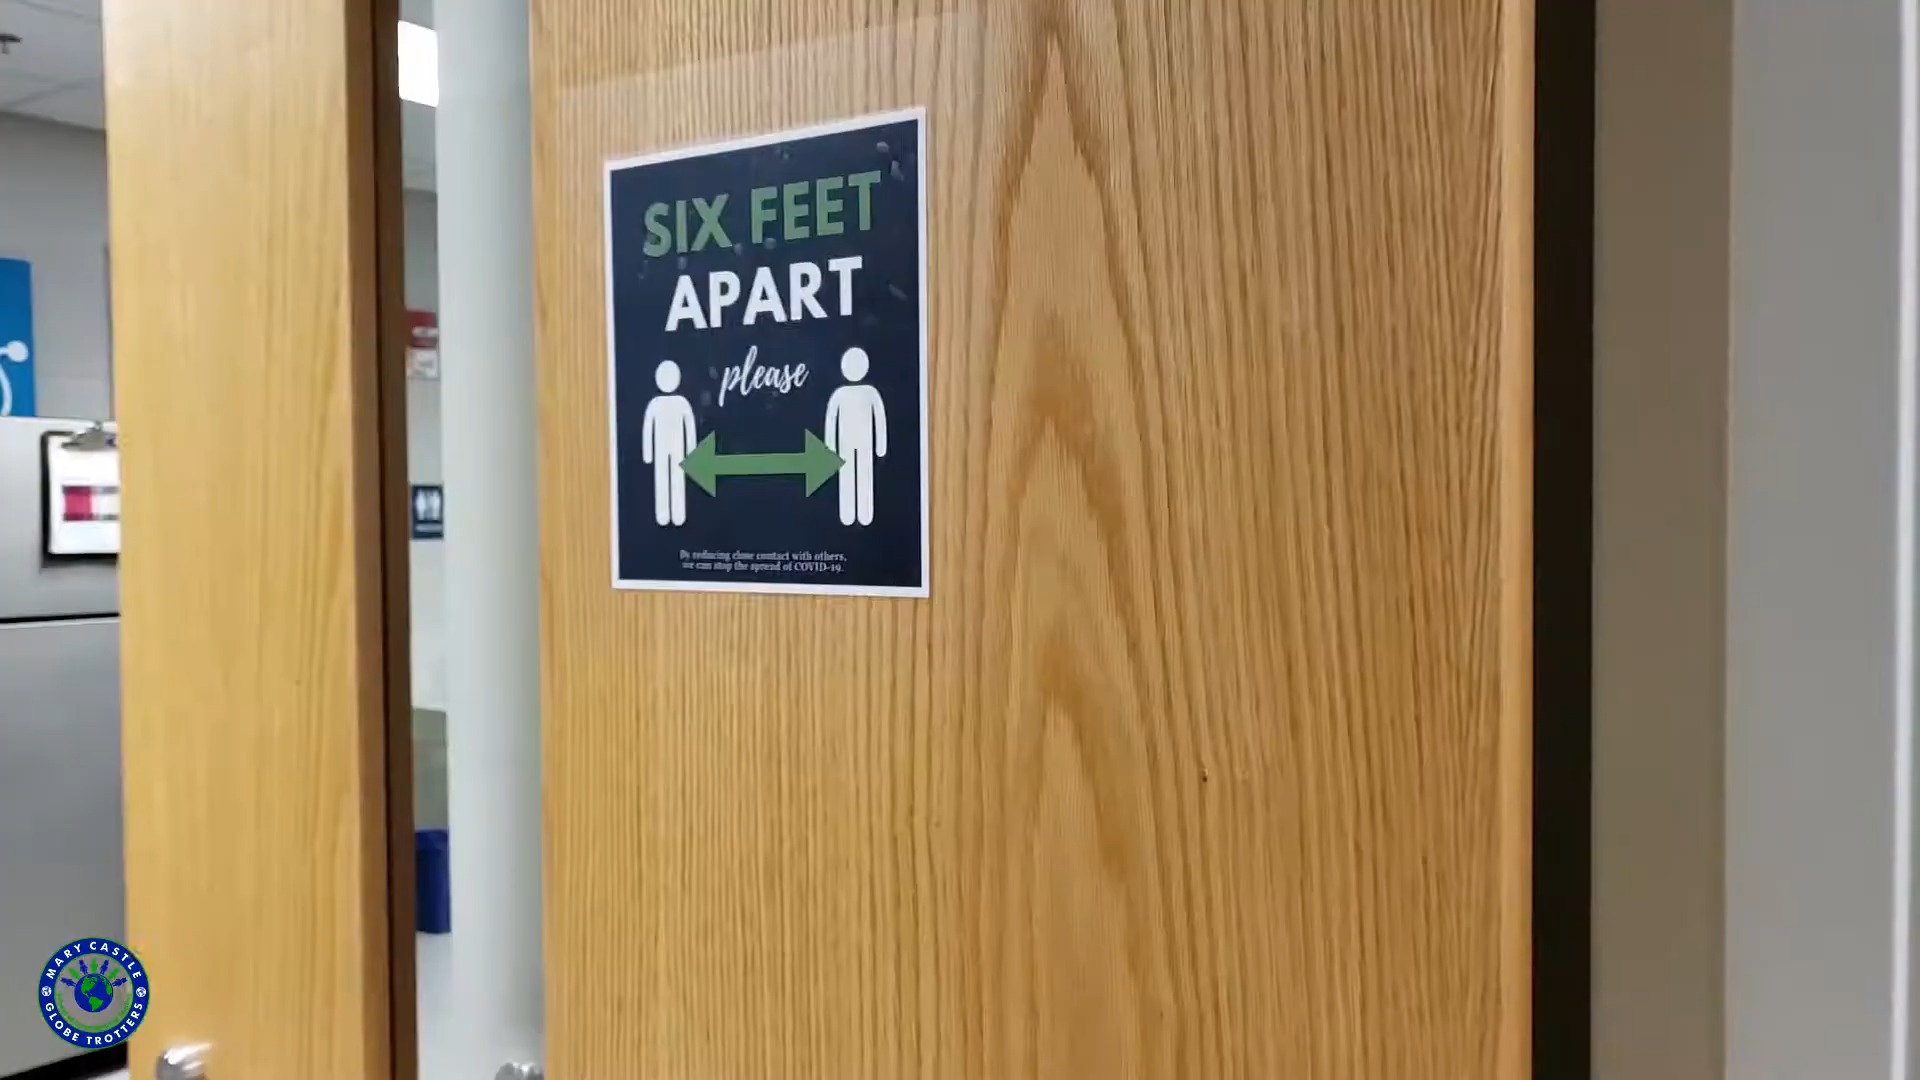 SIX FEET
APART
please
By reducing close contact with others,
we can stop the spread of COVID-19.
MARY CASTLE
GLOBE TROTTERS